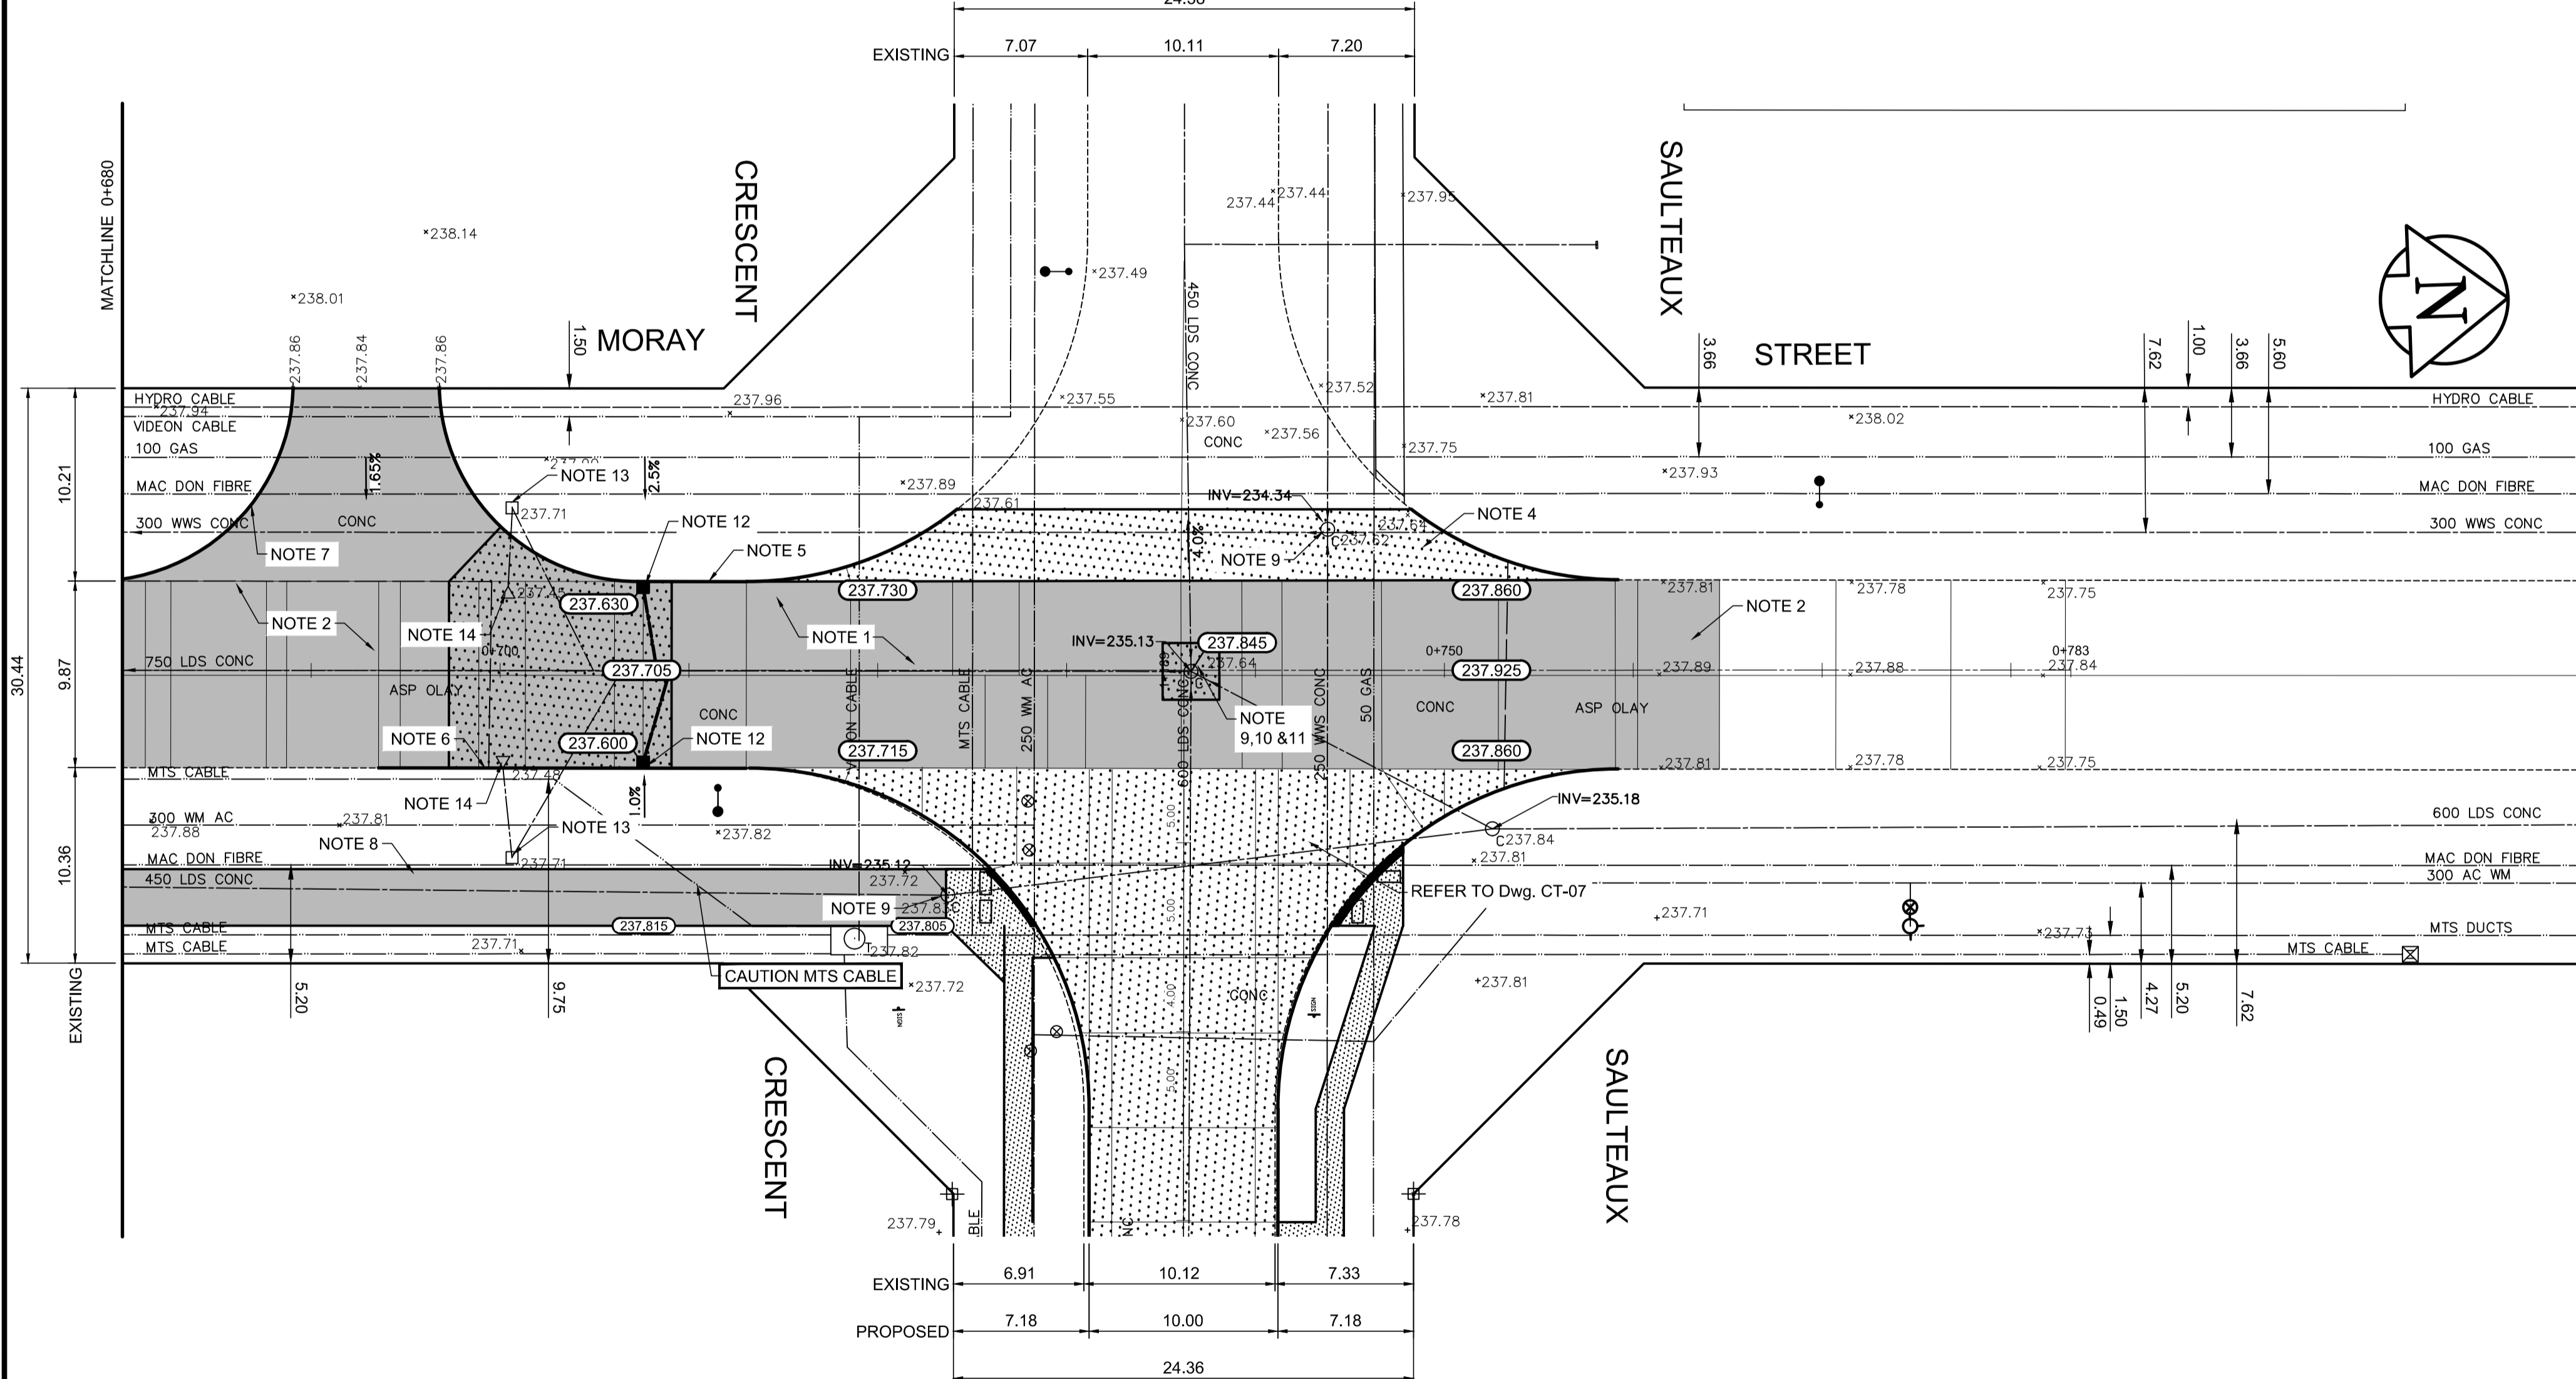 EXISTING
7.07
10.11
7.20
MATCHLINE 0+680
CRESCENT
SAULTEAUX
237.44
237.44
237.95
238.14
237.49
238.01
N
450 LDS CONC
MORAY
STREET
1.50
3.66
7.62
1.00
3.66
5.60
237.86
237.84
237.86
HYDRO CABLE
237.94
VIDEON CABLE
237.96
237.55
237.52
237.81
238.02
HYDRO CABLE
237.60
CONC
237.56
237.75
100 GAS
100 GAS
1.65%
2.5%
NOTE 13
237.93
237.89
MAC DON FIBRE
MAC DON FIBRE
INV=234.34
237.61
237.71
NOTE 12
NOTE 4
237.64
300 WWS CONC
CONC
300 WWS CONC
4.0%
C237.62
NOTE 5
NOTE 7
NOTE 9
10.21
237.630
237.730
237.860
237.81
237.78
237.75
NOTE 2
NOTE 14
NOTE 1
NOTE 2
INV=235.13
237.845
237.64
0+700
0+750
0+783
750 LDS CONC
237.705
237.925
237.89
237.88
237.84
ASP OLAY
CONC
CONC
ASP OLAY
MTS CABLE
250 WM AC
600 LDS CONC
250 WWS CONC
50 GAS
NOTE
9,10 &11
30.44
9.87
NOTE 6
237.600
NOTE 12
237.715
237.860
237.81
237.78
237.75
MTS CABLE
237.48
NOTE 14
1.0%
INV=235.18
300 WM AC
237.88
237.81
237.82
NOTE 13
NOTE 8
5.00
C237.84
600 LDS CONC
10.36
MAC DON FIBRE
237.71
INV=235.12
237.72
237.81
MAC DON FIBRE
300 AC WM
450 LDS CONC
REFER TO Dwg. CT-07
NOTE 9
5.00
237.71
237.815
237.805
MTS CABLE
MTS CABLE
237.71
237.82
237.73
MTS DUCTS
MTS CABLE
CAUTION MTS CABLE
237.72
237.81
4.00
CONC
SIGN
SIGN
EXISTING
5.20
9.75
0.49
1.50
4.27
5.20
7.62
CRESCENT
SAULTEAUX
5.00
237.79
237.78
EXISTING
6.91
10.12
7.33
PROPOSED
7.18
10.00
7.18
24.36